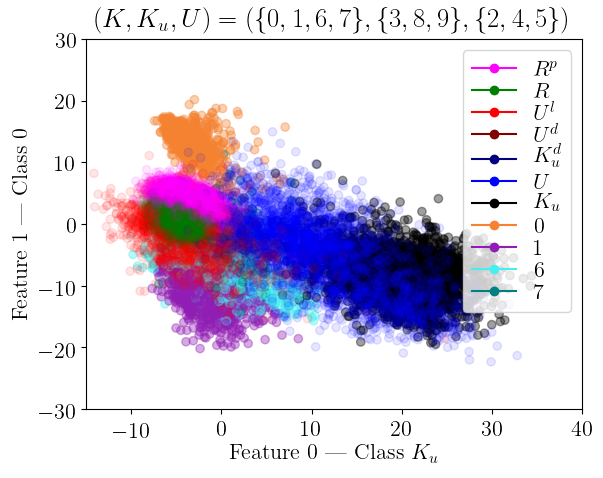 (K, K_u, U) = ({0, 1, 6, 7}, {3, 8, 9}, {2, 4, 5})
30
20
10
0
−10
−20
−30
Feature 1 — Class 0
R^p
R
U^l
U^d
K_u^d
U
K_u
0
1
6
7
−10
0
10
20
30
40
Feature 0 — Class K_u